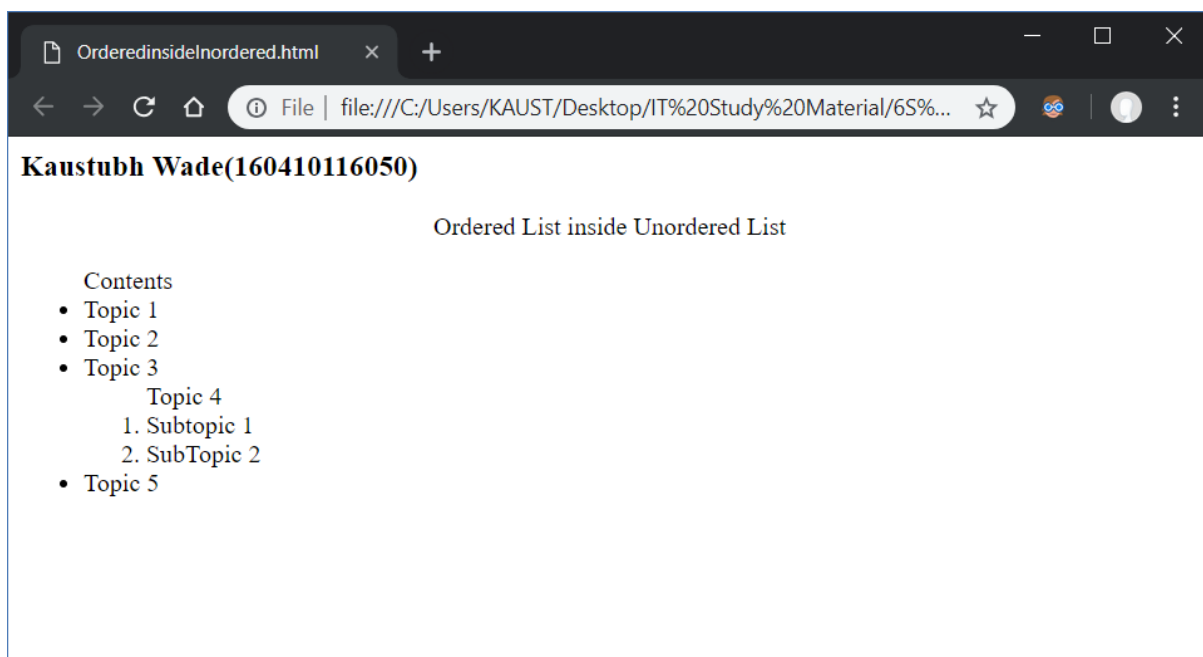 OrderedinsideInordered.html
File | file:///C:/Users/KAUST/Desktop/IT%20Study%20Material/6S%...
Kaustubh Wade(160410116050)
Ordered List inside Unordered List
Contents
• Topic 1
• Topic 2
• Topic 3
Topic 4
1. Subtopic 1
2. SubTopic 2
• Topic 5